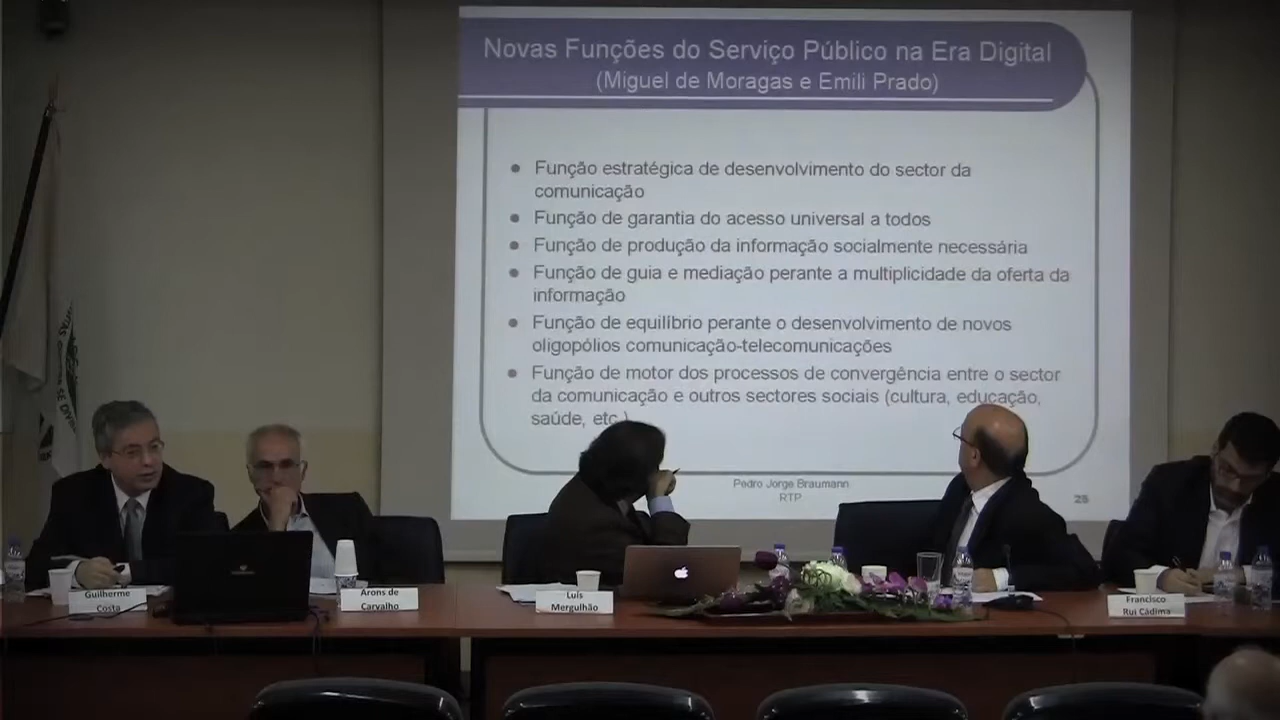 Novas Funções do Serviço Público na Era Digital
(Miguel de Moragas e Emili Prado)
● Função estratégica de desenvolvimento do sector da
comunicação
● Função de garantia do acesso universal a todos
● Função de produção da informação socialmente necessária
● Função de guia e mediação perante a multiplicidade da oferta da
informação
● Função de equilíbrio perante o desenvolvimento de novos
oligopólios comunicação-telecomunicações
● Função de motor dos processos de convergência entre o sector
da comunicação e outros sectores sociais (cultura, educação,
saúde, etc.)
Pedro Jorge Braumann
RTP
Guilherme
Costa
Arons de
Carvalho
Luís
Mergulhão
Francisco
Rui Cádima